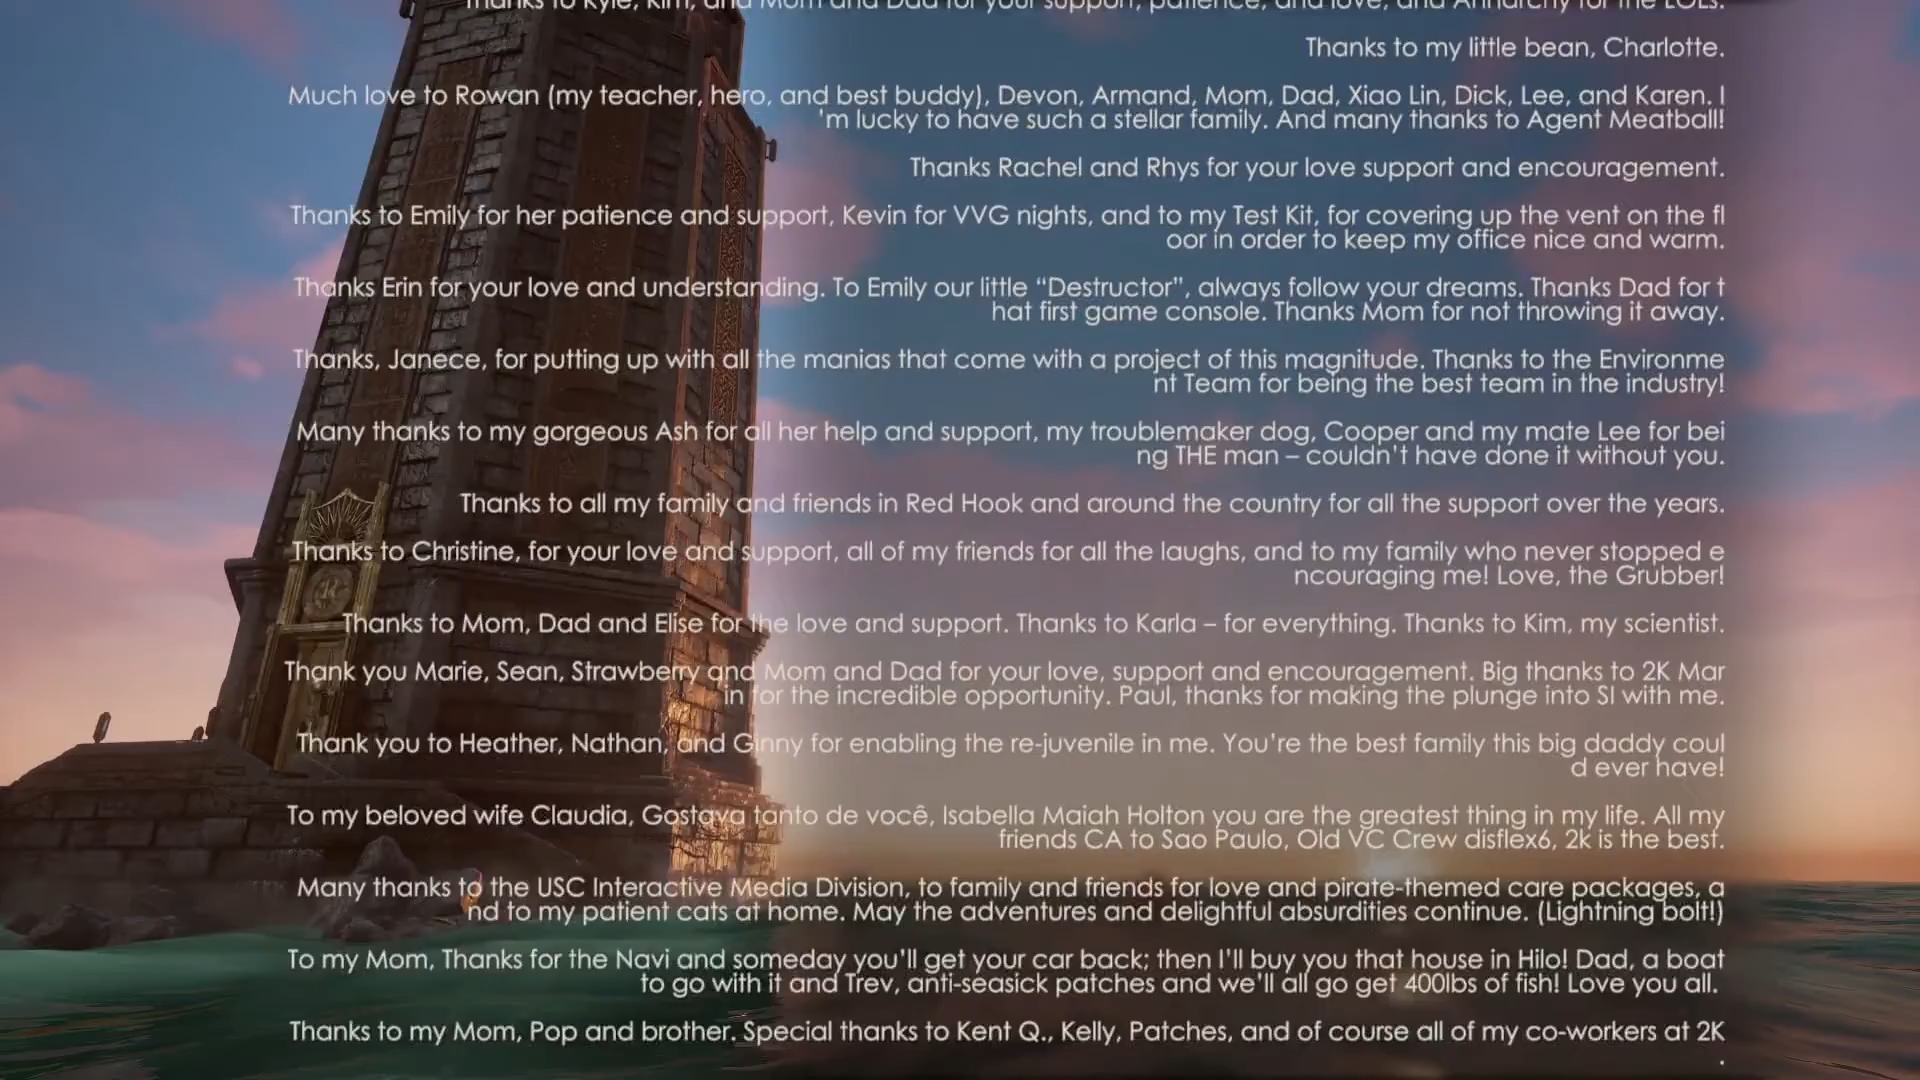 Thanks to Kyle, Kim, and Mom and Dad for your support, patience, and love, and Annarchy for the LOLs.
Thanks to my little bean, Charlotte.
Much love to Rowan (my teacher, hero, and best buddy), Devon, Armand, Mom, Dad, Xiao Lin, Dick, Lee, and Karen. I
'm lucky to have such a stellar family. And many thanks to Agent Meatball!
Thanks Rachel and Rhys for your love support and encouragement.
Thanks to Emily for her patience and support, Kevin for VVG nights, and to my Test Kit, for covering up the vent on the fl
oor in order to keep my office nice and warm.
Thanks Erin for your love and understanding. To Emily our little “Destructor”, always follow your dreams. Thanks Dad for t
hat first game console. Thanks Mom for not throwing it away.
Thanks, Janece, for putting up with all the manias that come with a project of this magnitude. Thanks to the Environme
nt Team for being the best team in the industry!
Many thanks to my gorgeous Ash for all her help and support, my troublemaker dog, Cooper and my mate Lee for bei
ng THE man – couldn’t have done it without you.
Thanks to all my family and friends in Red Hook and around the country for all the support over the years.
Thanks to Christine, for your love and support, all of my friends for all the laughs, and to my family who never stopped e
ncouraging me! Love, the Grubber!
Thanks to Mom, Dad and Elise for the love and support. Thanks to Karla – for everything. Thanks to Kim, my scientist.
Thank you Marie, Sean, Strawberry and Mom and Dad for your love, support and encouragement. Big thanks to 2K Mar
in for the incredible opportunity. Paul, thanks for making the plunge into SI with me.
Thank you to Heather, Nathan, and Ginny for enabling the re-juvenile in me. You’re the best family this big daddy coul
d ever have!
To my beloved wife Claudia, Gostava tanto de você, Isabella Maiah Holton you are the greatest thing in my life. All my
friends CA to Sao Paulo, Old VC Crew disflex6, 2k is the best.
Many thanks to the USC Interactive Media Division, to family and friends for love and pirate-themed care packages, a
nd to my patient cats at home. May the adventures and delightful absurdities continue. (Lightning bolt!)
To my Mom, Thanks for the Navi and someday you’ll get your car back; then I’ll buy you that house in Hilo! Dad, a boat
to go with it and Trev, anti-seasick patches and we’ll all go get 400lbs of fish! Love you all.
Thanks to my Mom, Pop and brother. Special thanks to Kent Q., Kelly, Patches, and of course all of my co-workers at 2K
.